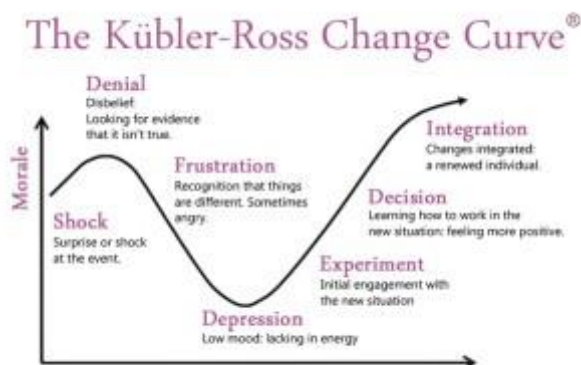 The Kübler-Ross Change Curve®
Denial
Disbelief
Looking for evidence
that it isn't true.
Morale
Shock
Surprise or shock
at the event.
Frustration
Recognition that things
are different. Sometimes
angry.
Depression
Low mood: lacking in energy
Experiment
Initial engagement with
the new situation
Decision
Learning how to work in the
new situation: feeling more positive.
Integration
Changes integrated:
a renewed individual.